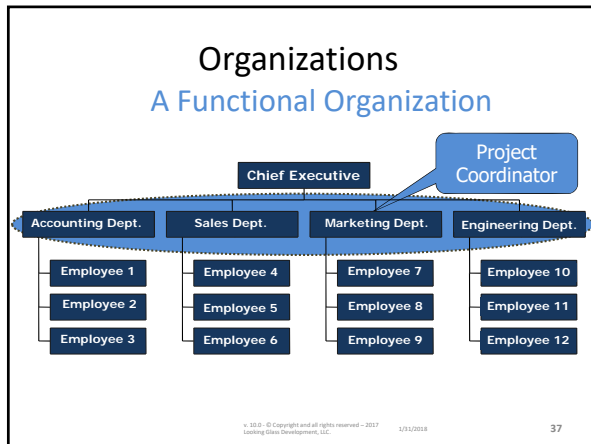 Organizations
A Functional Organization
Project
Coordinator
Chief Executive
Accounting Dept.
Sales Dept.
Marketing Dept.
Engineering Dept.
Employee 1
Employee 4
Employee 7
Employee 10
Employee 2
Employee 5
Employee 8
Employee 11
Employee 3
Employee 6
Employee 9
Employee 12
v. 10.0 - © Copyright and all rights reserved – 2017
Looking Glass Development, LLC.
1/31/2018
37